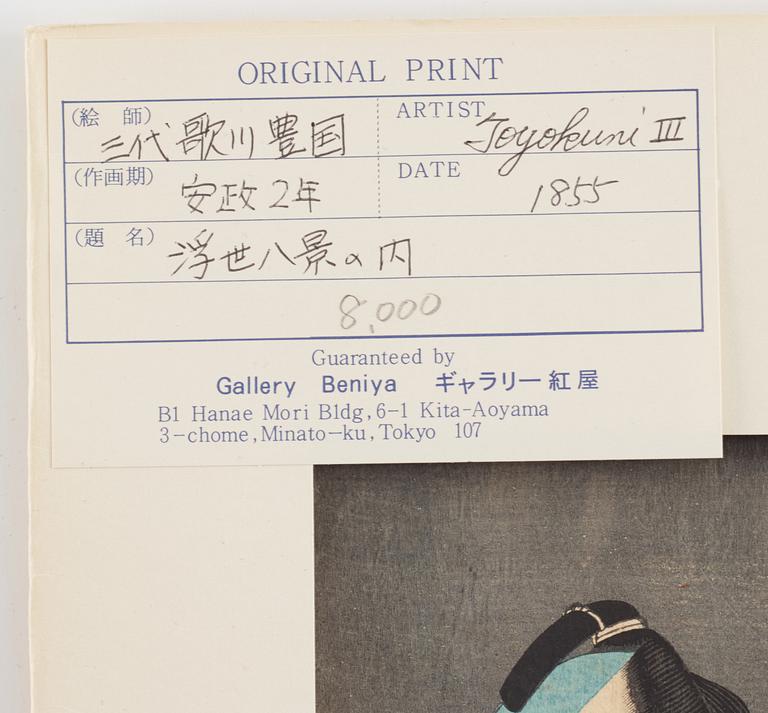 ORIGINAL PRINT
(絵 師) 三代 歌川 豊国
ARTIST Toyokuni III
(作画期) 安政 2年
DATE 1855
(題 名) 浮世八景の内
8,000
Guaranteed by
Gallery Beniya ギャラリー紅屋
B1 Hanae Mori Bldg,6-1 Kita-Aoyama
3-chome,Minato-ku,Tokyo 107